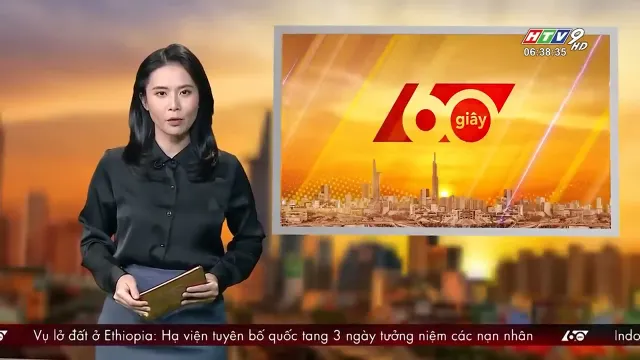 HTV9 HD
06:38:35
60 giây
Vụ lở đất ở Ethiopia: Hạ viện tuyên bố quốc tang 3 ngày tưởng niệm các nạn nhân 60 Indo